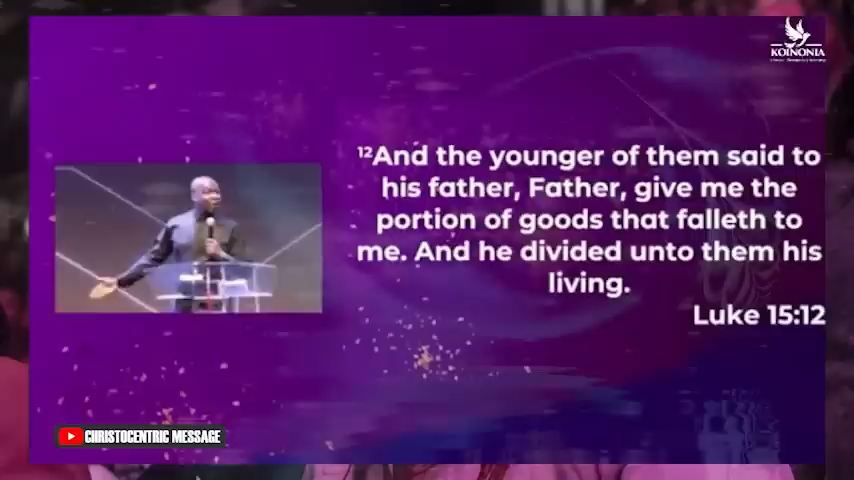 KOINONIA
¹²And the younger of them said to
his father, Father, give me the
portion of goods that falleth to
me. And he divided unto them his
living.
Luke 15:12
CHRISTOCENTRIC MESSAGE